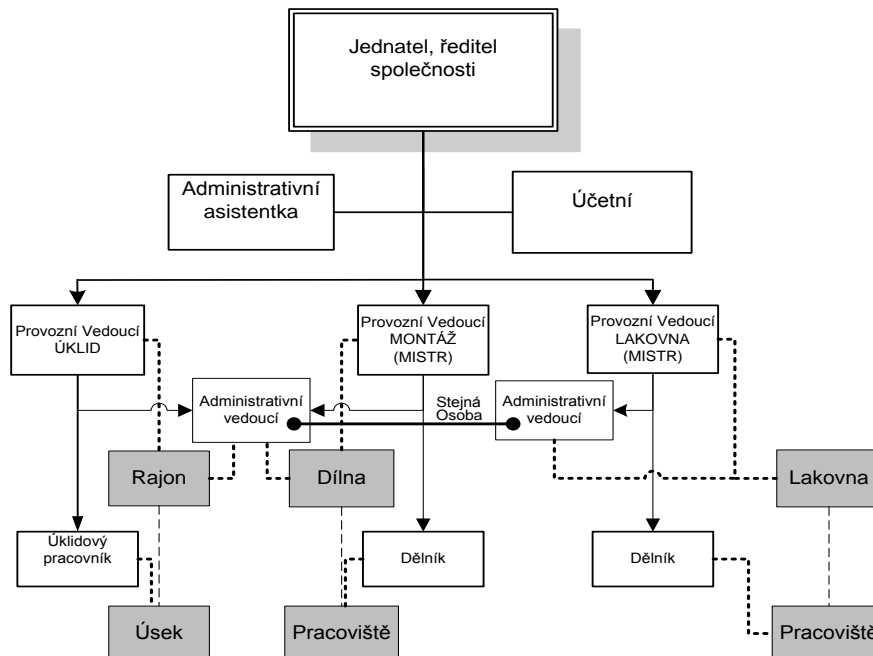 Jednatel, ředitel
společnosti
Administrativní
asistentka
Účetní
Provozní Vedoucí
ÚKLID
Provozní Vedoucí
MONTÁŽ
(MISTR)
Provozní Vedoucí
LAKOVNA
(MISTR)
Administrativní
vedoucí
Stejná
Osoba
Administrativní
vedoucí
Rajon
Dílna
Lakovna
Úklidový
pracovník
Dělník
Dělník
Úsek
Pracoviště
Pracoviště